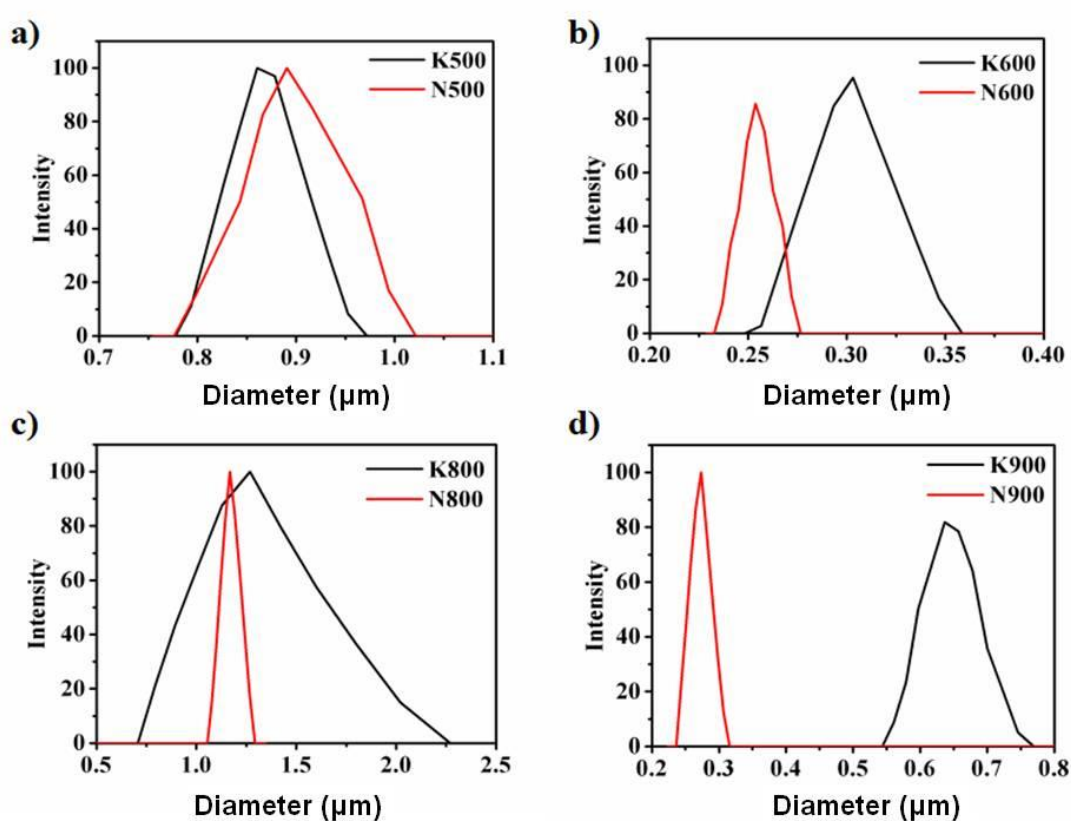 a)
K500
N500
100
80
60
40
20
0
Intensity
0.7 0.8 0.9 1.0 1.1
Diameter (µm)
b)
K600
N600
100
80
60
40
20
0
Intensity
0.20 0.25 0.30 0.35 0.40
Diameter (µm)
c)
K800
N800
100
80
60
40
20
0
Intensity
0.5 1.0 1.5 2.0 2.5
Diameter (µm)
d)
K900
N900
100
80
60
40
20
0
Intensity
0.2 0.3 0.4 0.5 0.6 0.7 0.8
Diameter (µm)